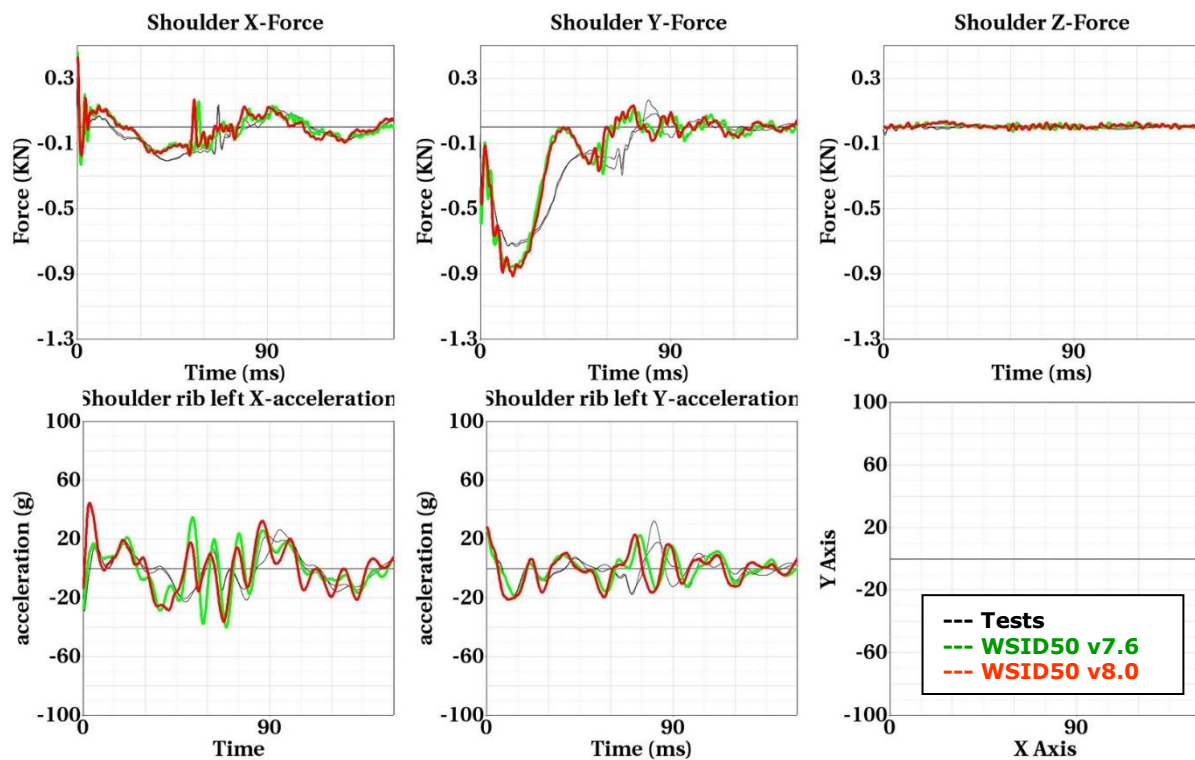 Shoulder X-Force
Shoulder Y-Force
Shoulder Z-Force
Force (KN)
0.3
-0.1
-0.5
-0.9
-1.3
0
90
Time (ms)
Force (KN)
0.3
-0.1
-0.5
-0.9
-1.3
0
90
Time (ms)
Force (KN)
0.3
-0.1
-0.5
-0.9
-1.3
0
90
Time (ms)
Shoulder rib left X-acceleration
Shoulder rib left Y-acceleration
acceleration (g)
100
60
20
-20
-60
-100
0
90
Time
acceleration (g)
100
60
20
-20
-60
-100
0
90
Time (ms)
Y Axis
100
60
20
-20
-60
-100
0
90
X Axis
--- Tests
--- WSID50 v7.6
--- WSID50 v8.0